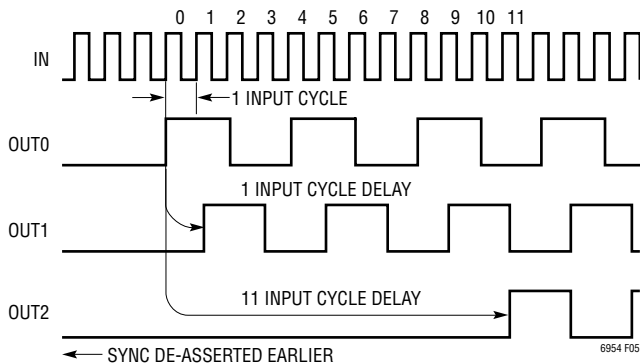 0 1 2 3 4 5 6 7 8 9 10 11
IN
1 INPUT CYCLE
OUT0
1 INPUT CYCLE DELAY
OUT1
11 INPUT CYCLE DELAY
OUT2
6954 F05
SYNC DE-ASSERTED EARLIER